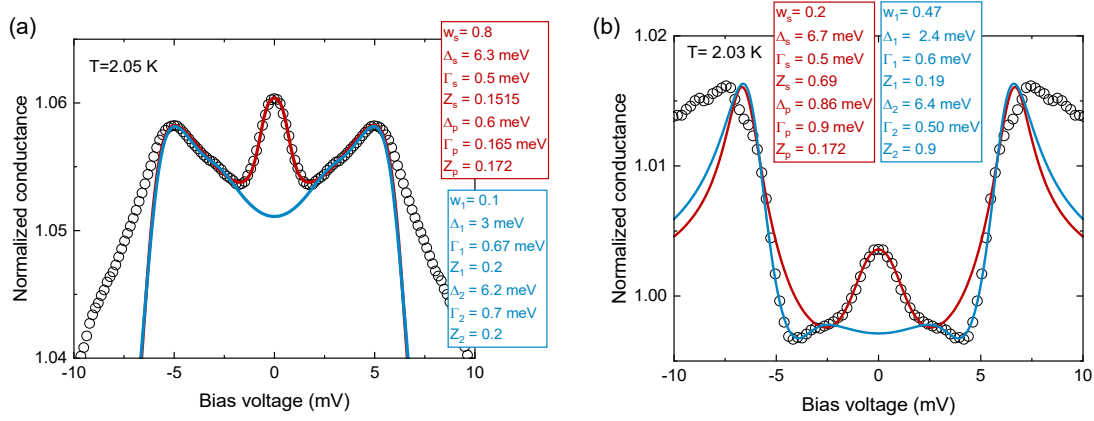 (a)
T=2.05 K
w_s = 0.8
Δ_s = 6.3 meV
Γ_s = 0.5 meV
Z_s = 0.1515
Δ_p = 0.6 meV
Γ_p = 0.165 meV
Z_p = 0.172
w_1= 0.1
Δ_1= 3 meV
Γ_1= 0.67 meV
Z_1= 0.2
Δ_2= 6.2 meV
Γ_2 = 0.7 meV
Z_2 = 0.2
1.06
1.05
1.04
Normalized conductance
-10
-5
0
5
10
Bias voltage (mV)
(b)
T = 2.03 K
w_s = 0.2
Δ_s = 6.7 meV
Γ_s = 0.5 meV
Z_s = 0.69
Δ_p = 0.86 meV
Γ_p = 0.9 meV
Z_p = 0.172
w_1 = 0.47
Δ_1 = 2.4 meV
Γ_1 = 0.6 meV
Z_1 = 0.19
Δ_2 = 6.4 meV
Γ_2 = 0.50 meV
Z_2 = 0.9
1.02
1.01
1.00
Normalized conductance
-10
-5
0
5
10
Bias voltage (mV)